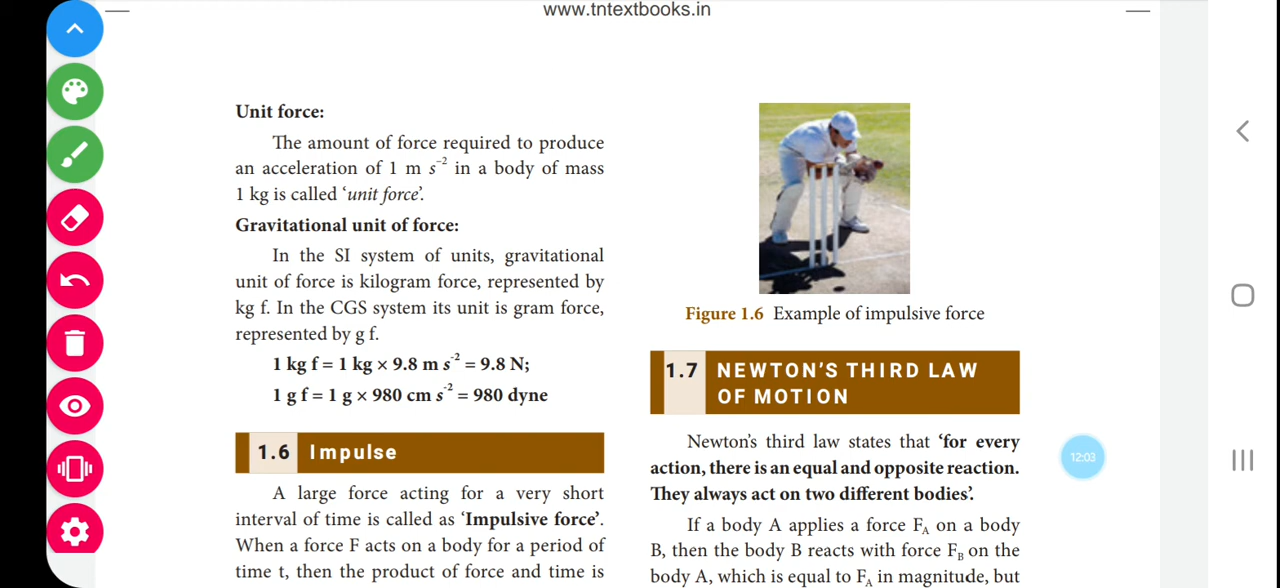 www.tntextbooks.in
Unit force:
The amount of force required to produce
an acceleration of 1 m s⁻² in a body of mass
1 kg is called ‘unit force’.
Gravitational unit of force:
In the SI system of units, gravitational
unit of force is kilogram force, represented by
kg f. In the CGS system its unit is gram force,
represented by g f.
1 kg f = 1 kg × 9.8 m s⁻² = 9.8 N;
1 g f = 1 g × 980 cm s⁻² = 980 dyne
1.6 Impulse
A large force acting for a very short
interval of time is called as ‘Impulsive force’.
When a force F acts on a body for a period of
time t, then the product of force and time is
Figure 1.6 Example of impulsive force
1.7 NEWTON’S THIRD LAW
OF MOTION
Newton’s third law states that ‘for every
action, there is an equal and opposite reaction.
They always act on two different bodies’.
If a body A applies a force F_A on a body
B, then the body B reacts with force F_B on the
body A, which is equal to F_A in magnitude, but
12:03